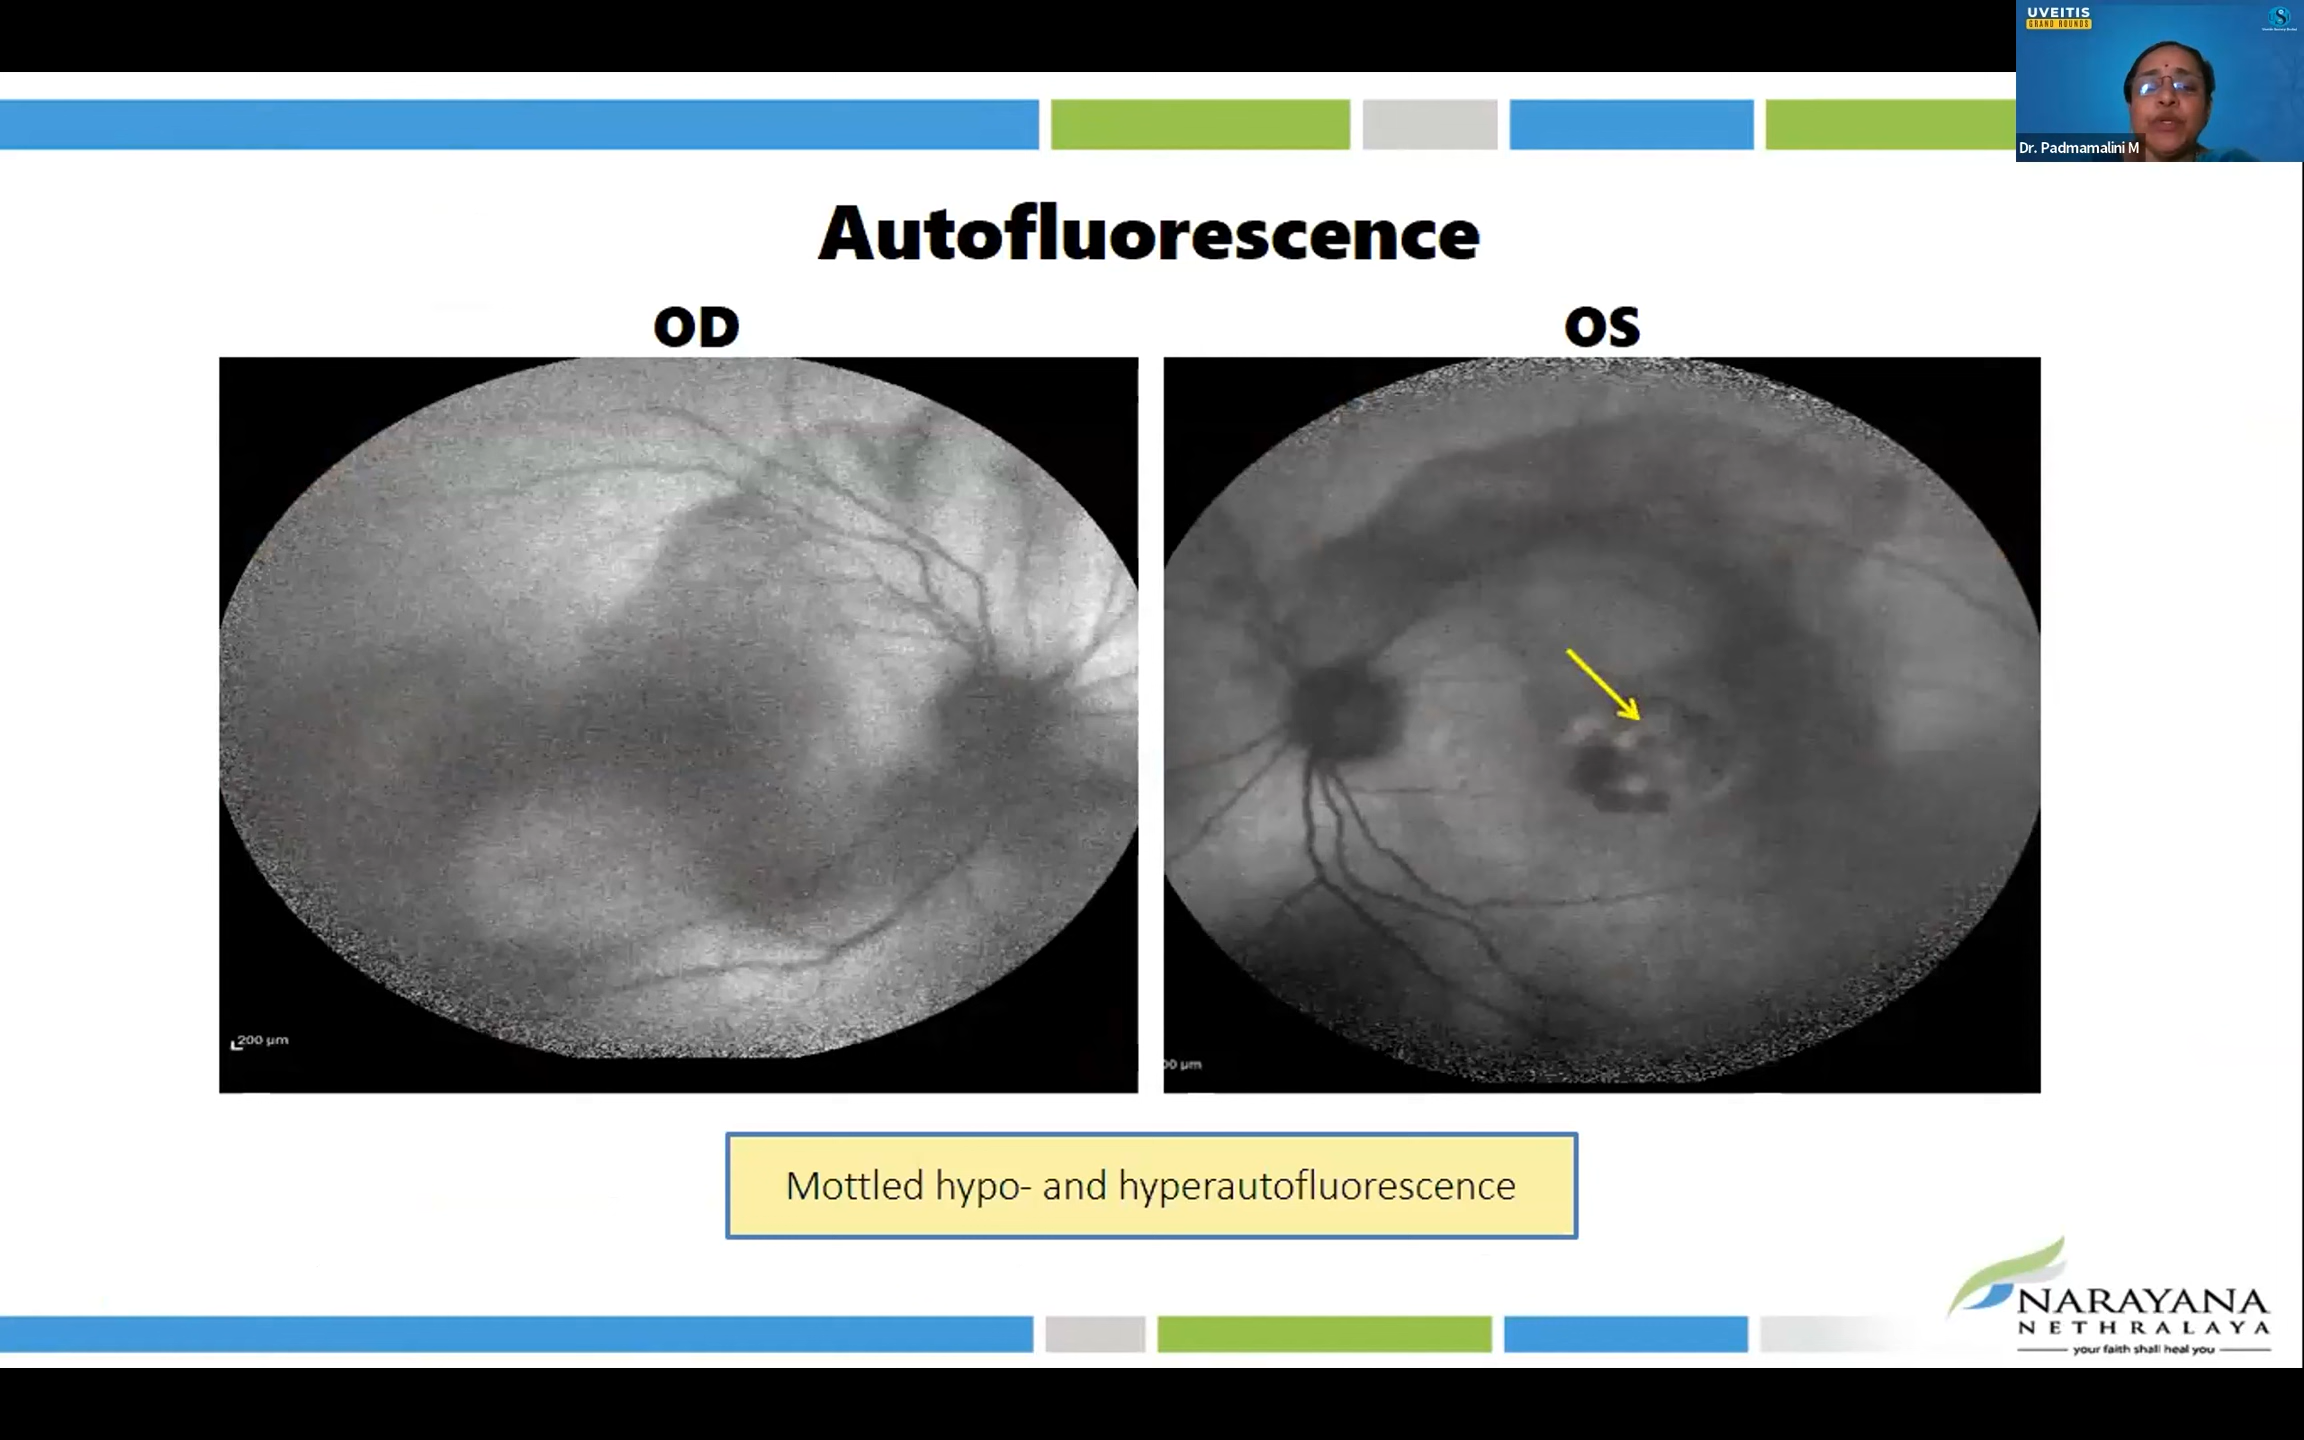 UVEITIS
GRAND ROUNDS
Dr. Padmamalini M
Autofluorescence
OD
OS
200 µm
00 µm
Mottled hypo- and hyperautofluorescence
NARAYANA
NETHRALAYA
your faith shall heal you